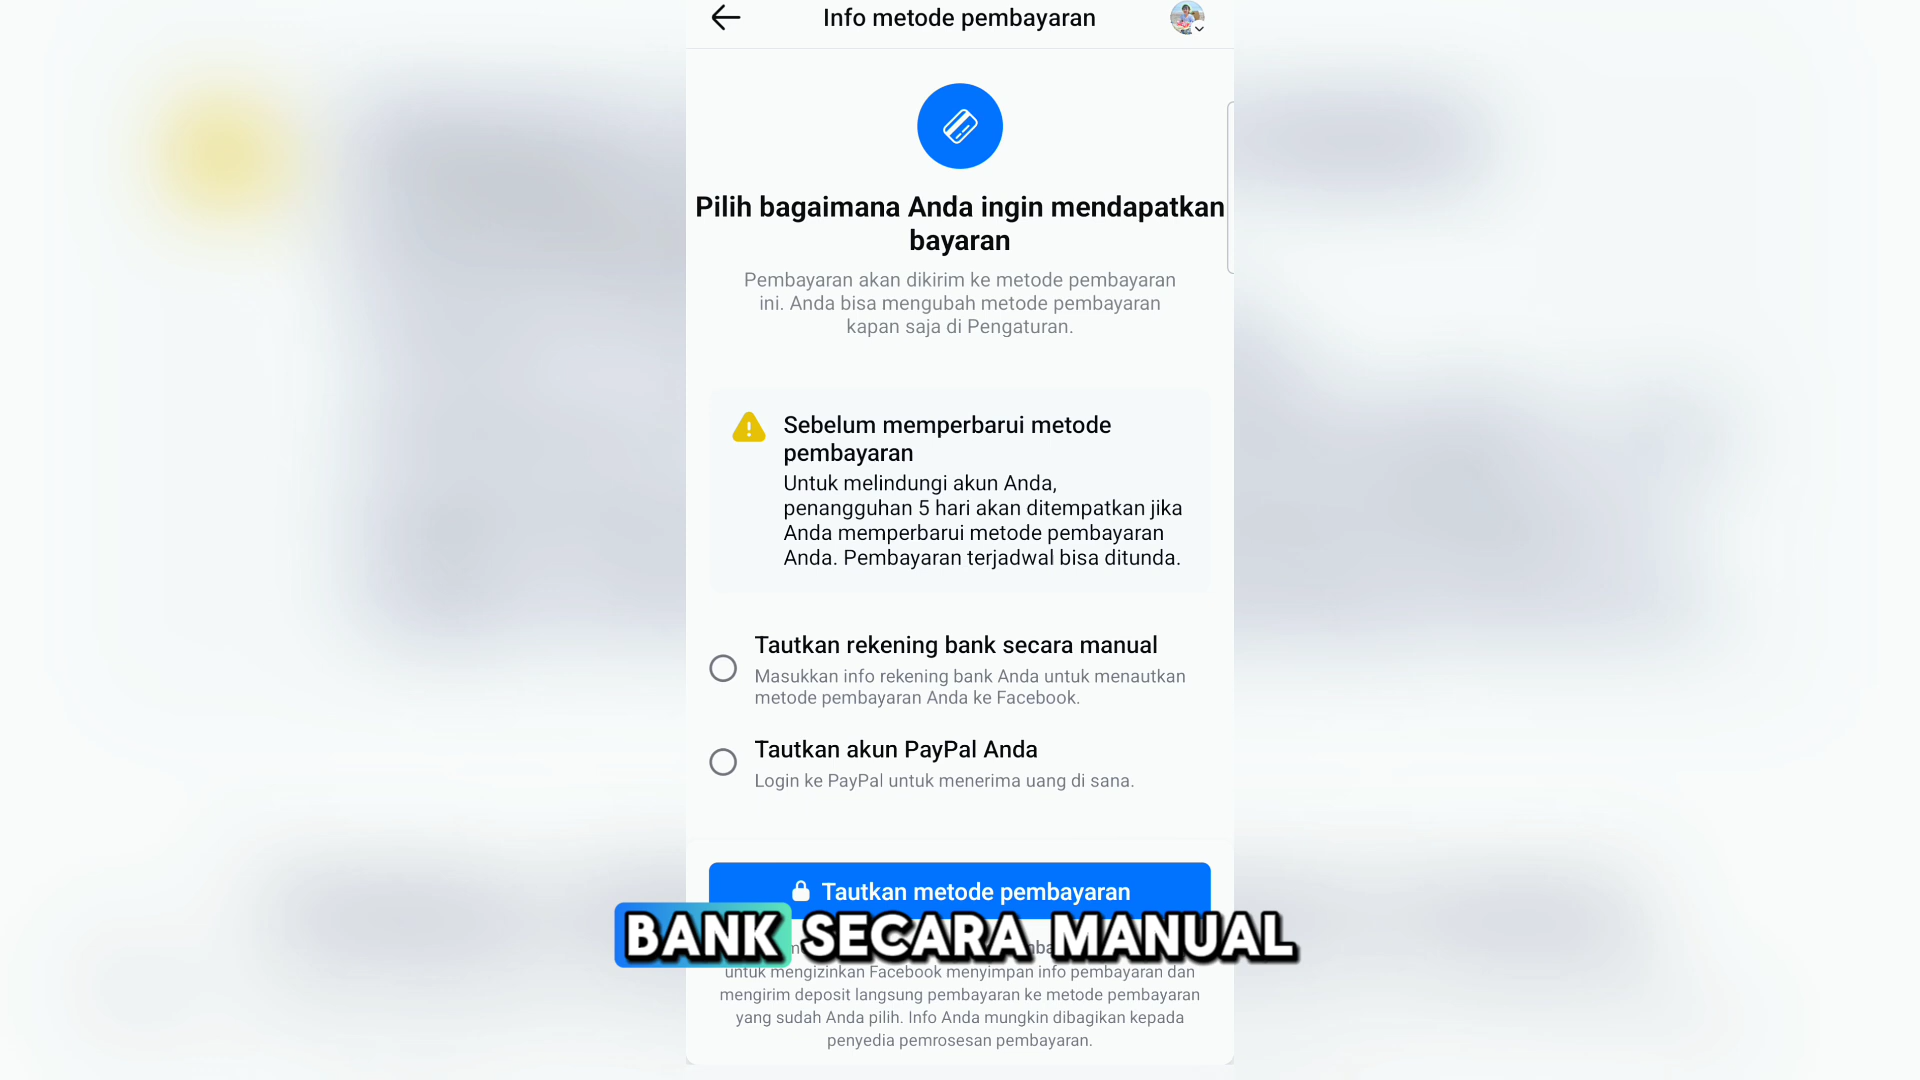 Info metode pembayaran
Pilih bagaimana Anda ingin mendapatkan
bayaran
Pembayaran akan dikirim ke metode pembayaran
ini. Anda bisa mengubah metode pembayaran
kapan saja di Pengaturan.
Sebelum memperbarui metode
pembayaran
Untuk melindungi akun Anda,
penangguhan 5 hari akan ditempatkan jika
Anda memperbarui metode pembayaran
Anda. Pembayaran terjadwal bisa ditunda.
Tautkan rekening bank secara manual
Masukkan info rekening bank Anda untuk menautkan
metode pembayaran Anda ke Facebook.
Tautkan akun PayPal Anda
Login ke PayPal untuk menerima uang di sana.
Tautkan metode pembayaran
BANK SECARA MANUAL
untuk mengizinkan Facebook menyimpan info pembayaran dan
mengirim deposit langsung pembayaran ke metode pembayaran
yang sudah Anda pilih. Info Anda mungkin dibagikan kepada
penyedia pemrosesan pembayaran.